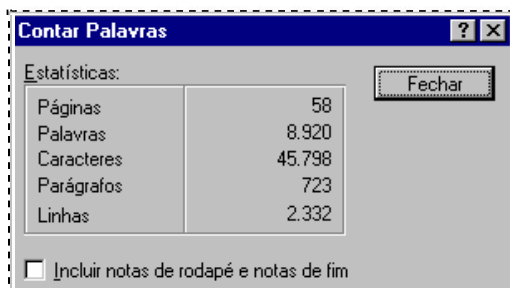 Contar Palavras
Estatísticas:
Fechar
Páginas 58
Palavras 8.920
Caracteres 45.798
Parágrafos 723
Linhas 2.332
Incluir notas de rodapé e notas de fim